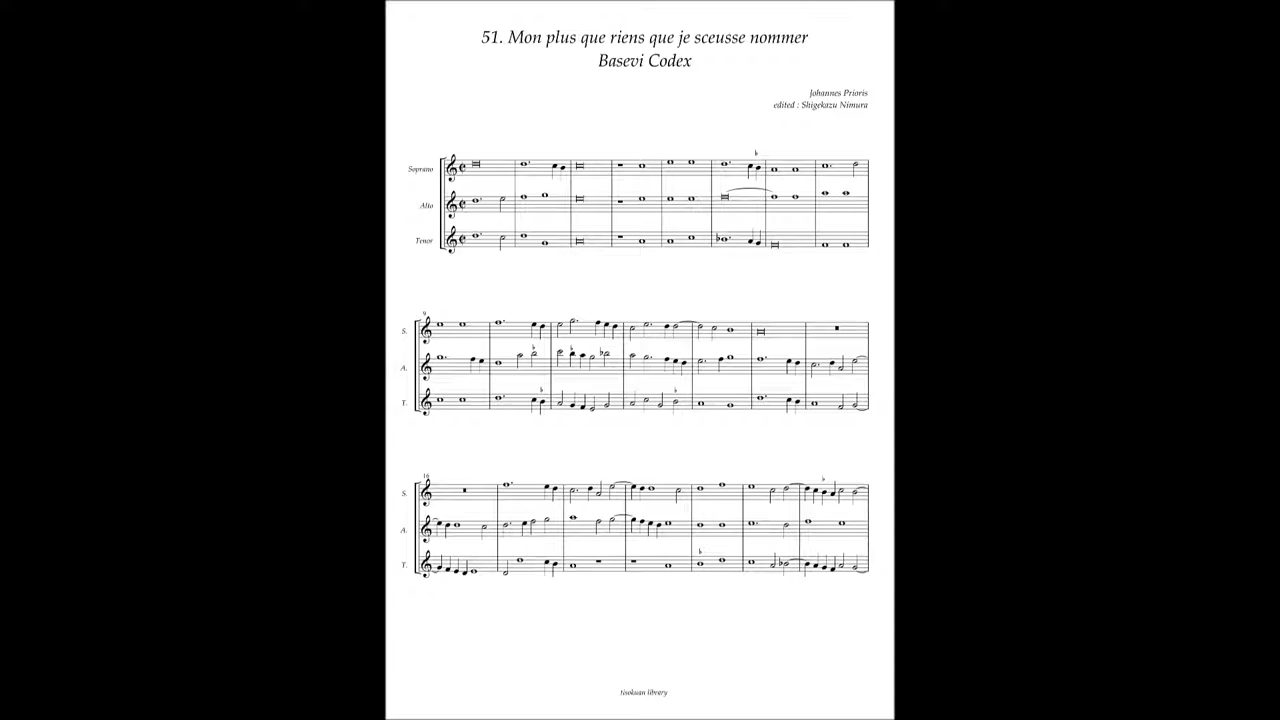 51. Mon plus que riens que je sceusse nommer
Basevi Codex
Johannes Prioris
edited : Shigekazu Nimura
Soprano
Alto
Tenor
9
S.
A.
T.
16
S.
A.
T.
Tisokuan library